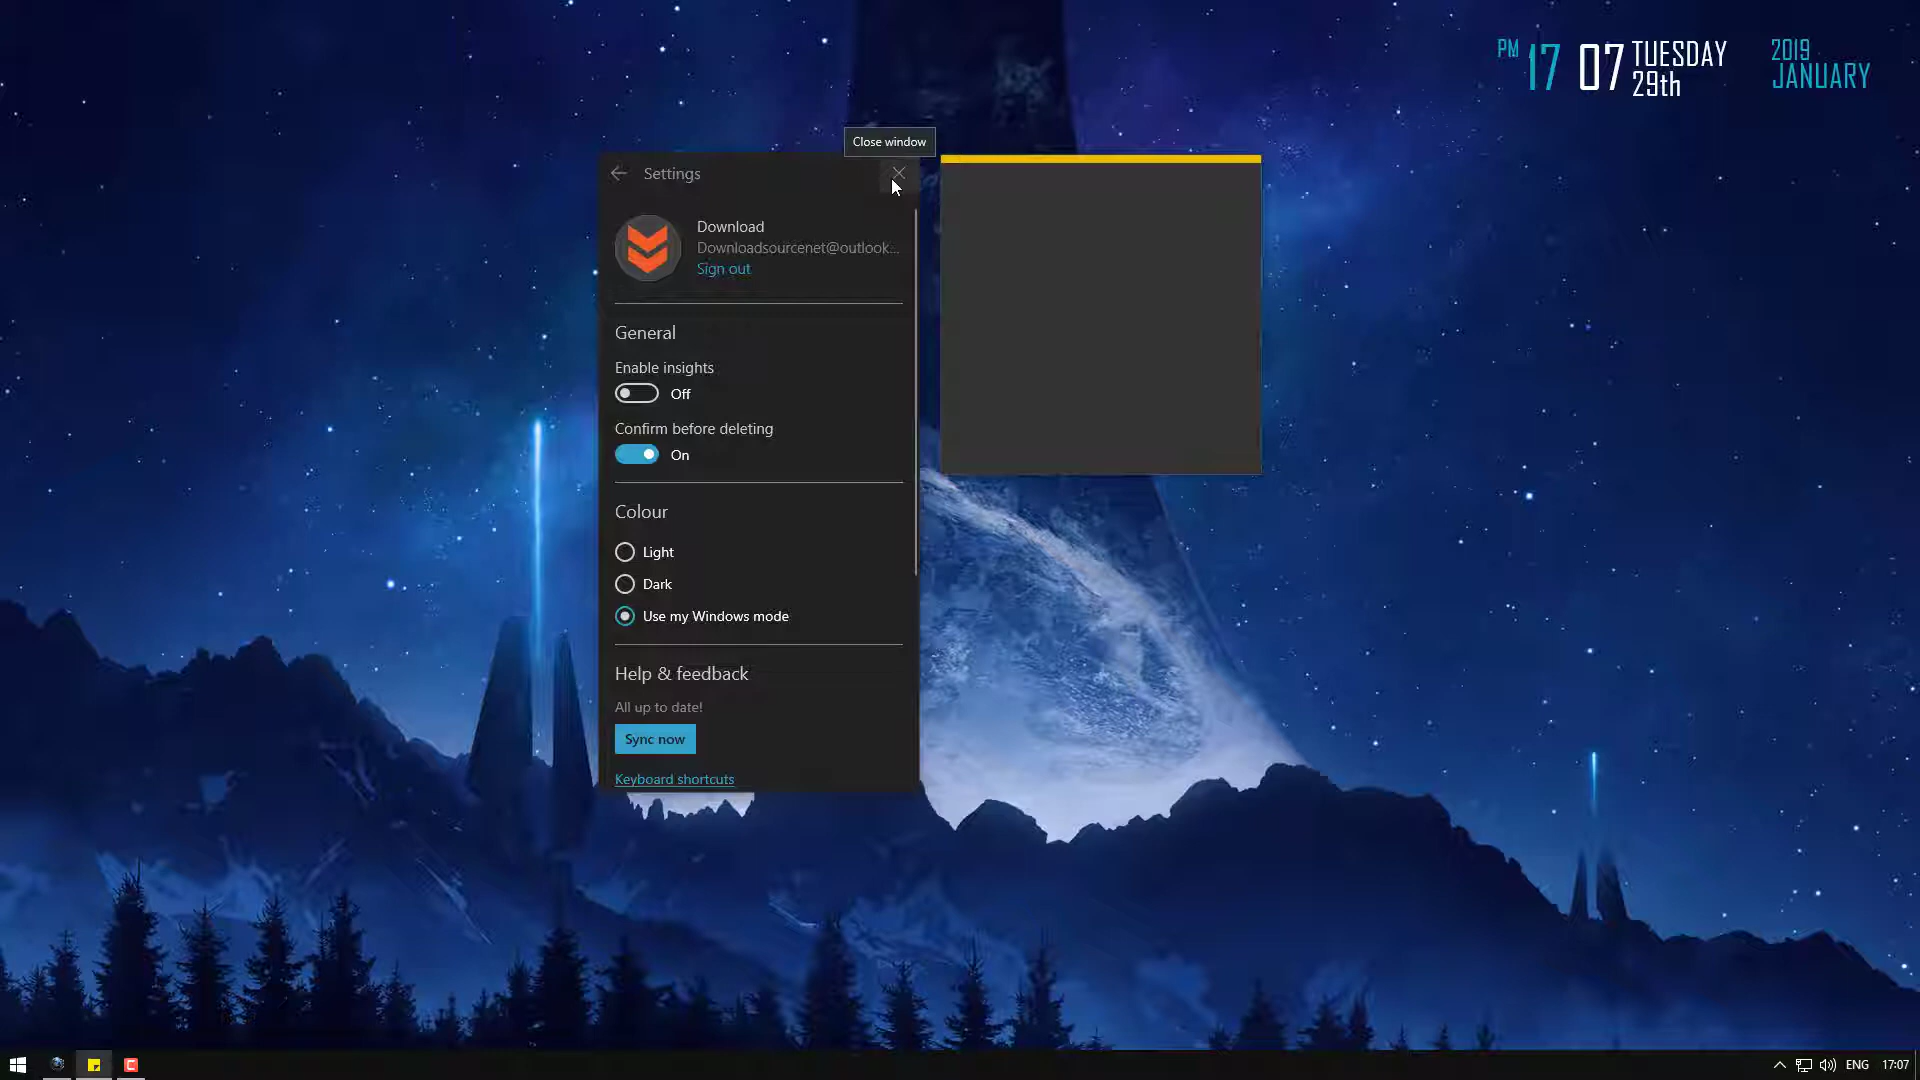 PM 17 07 TUESDAY 29th 2019 JANUARY
Close window
Settings
Download
Downloadsourcenet@outlook...
Sign out
General
Enable insights
Off
Confirm before deleting
On
Colour
Light
Dark
Use my Windows mode
Help & feedback
All up to date!
Sync now
Keyboard shortcuts
ENG 17:07